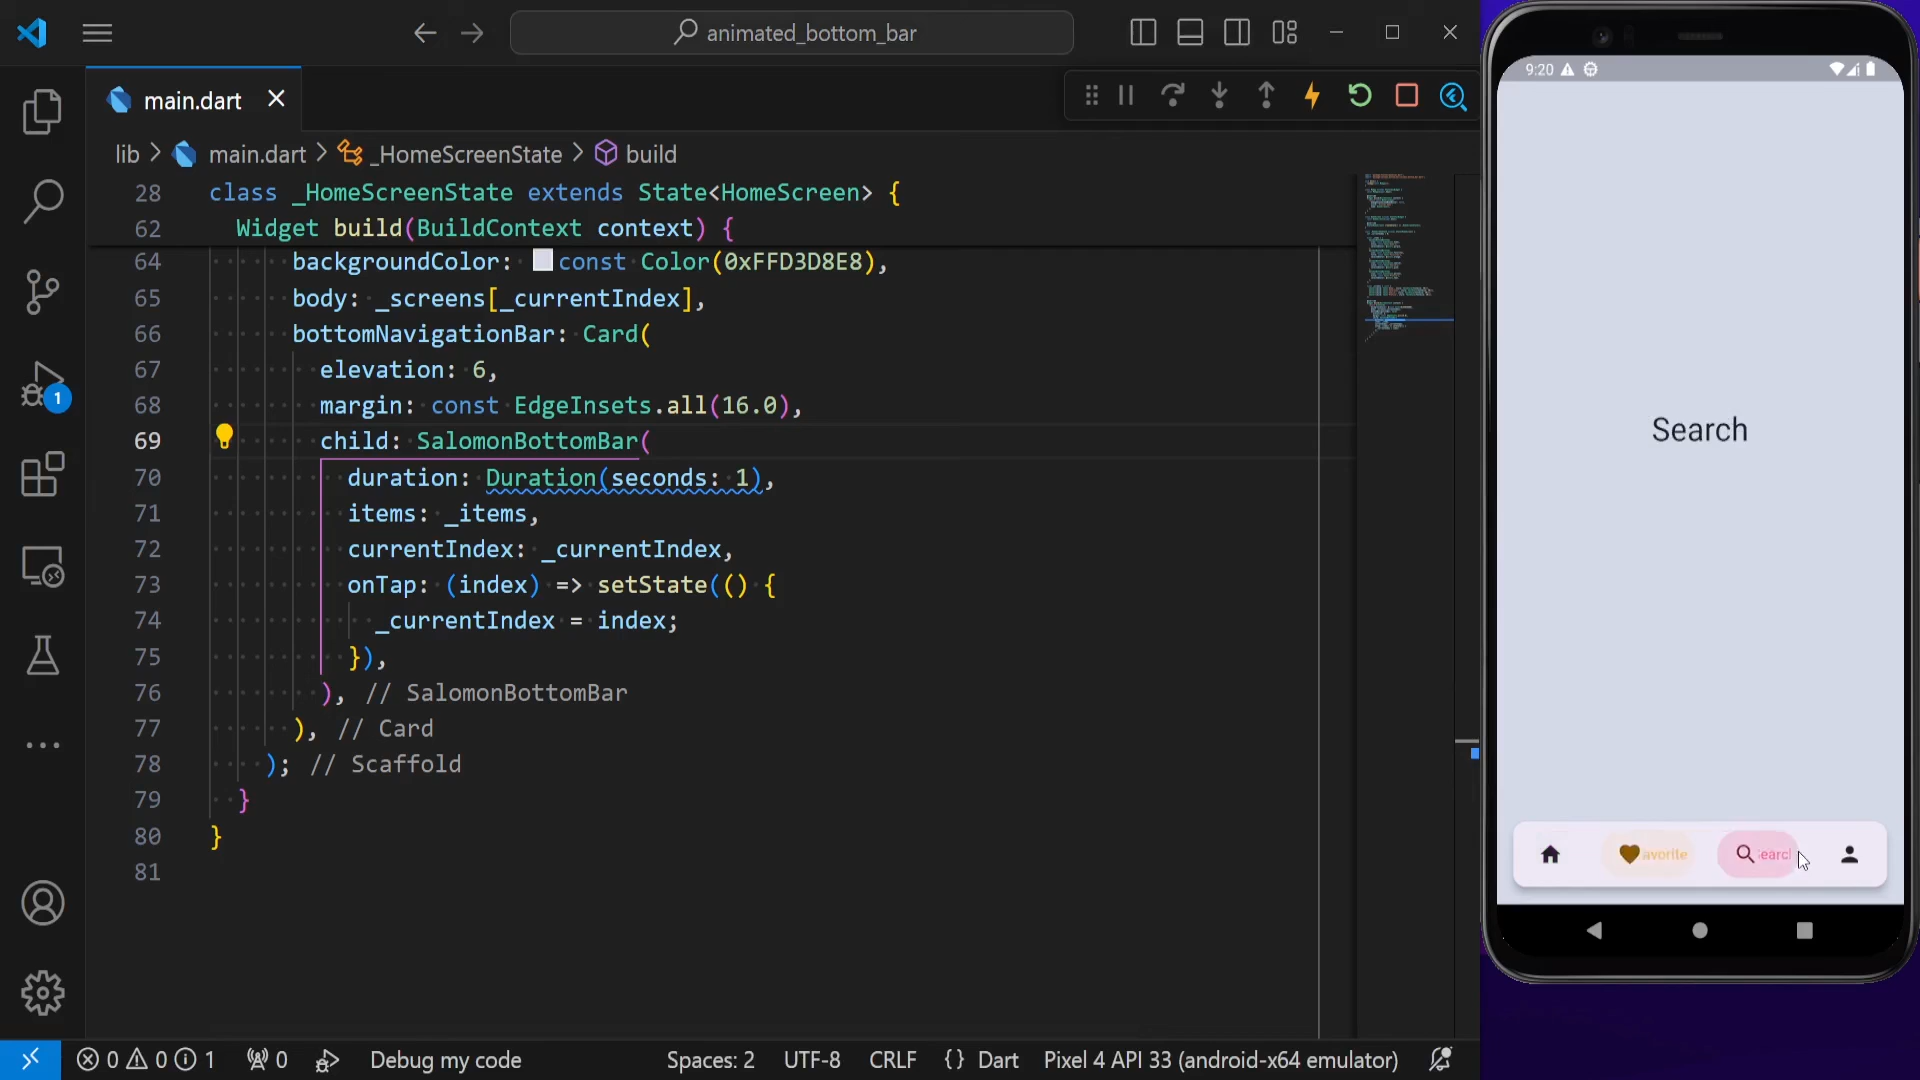 animated_bottom_bar
main.dart
lib > main.dart > _HomeScreenState > build
28 class _HomeScreenState extends State<HomeScreen> {
62 Widget build(BuildContext context) {
64 backgroundColor: const Color(0xFFD3D8E8),
65 body: _screens[_currentIndex],
66 bottomNavigationBar: Card(
67 elevation: 6,
68 margin: const EdgeInsets.all(16.0),
69 child: SalomonBottomBar(
70 duration: Duration(seconds: 1),
71 items: _items,
72 currentIndex: _currentIndex,
73 onTap: (index) => setState(() {
74 _currentIndex = index;
75 }),
76 ), // SalomonBottomBar
77 ), // Card
78 ); // Scaffold
79 }
80 }
81
1
0 0 1 0 Debug my code Spaces: 2 UTF-8 CRLF {} Dart Pixel 4 API 33 (android-x64 emulator)
9:20
Search
avorite earc